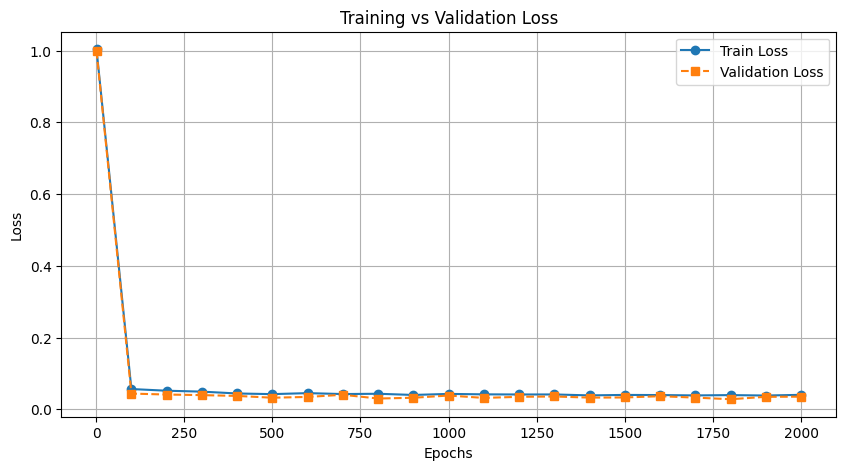 Training vs Validation Loss
Train Loss
Validation Loss
1.0
0.8
0.6
0.4
0.2
0.0
Loss
0 250 500 750 1000 1250 1500 1750 2000
Epochs